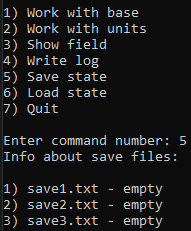 1) Work with base
2) Work with units
3) Show field
4) Write log
5) Save state
6) Load state
7) Quit
Enter command number: 5
Info about save files:
1) save1.txt - empty
2) save2.txt - empty
3) save3.txt - empty